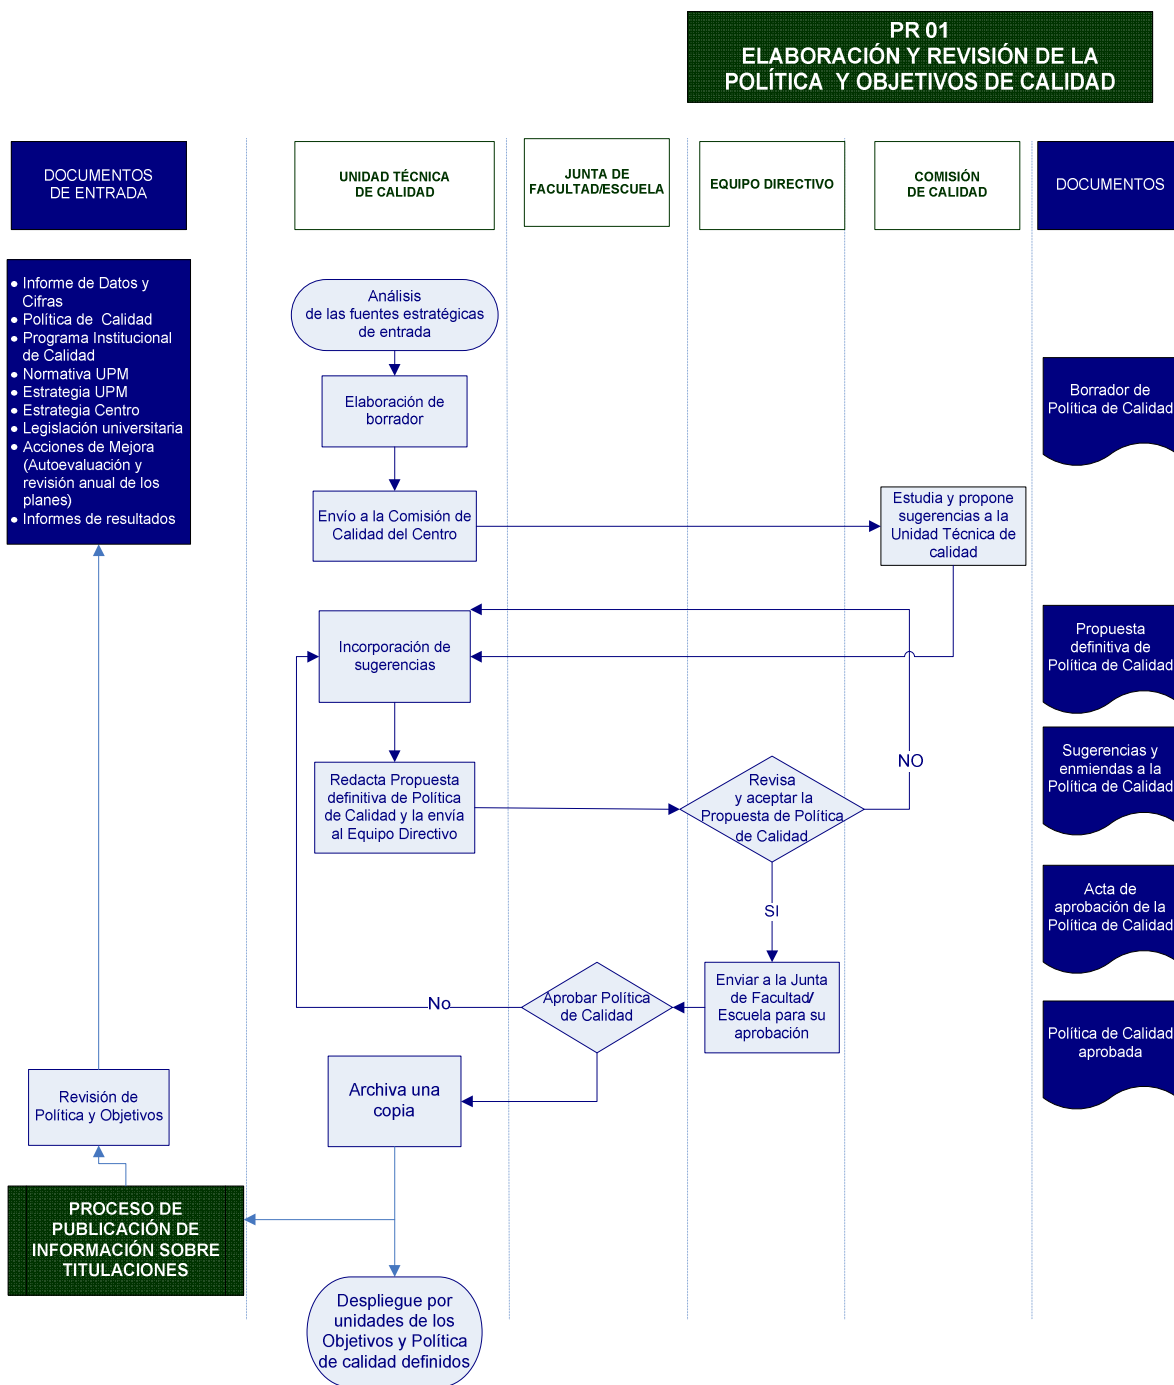 PR 01
ELABORACIÓN Y REVISIÓN DE LA
POLÍTICA Y OBJETIVOS DE CALIDAD
DOCUMENTOS
DE ENTRADA
UNIDAD TÉCNICA
DE CALIDAD
JUNTA DE
FACULTAD/ESCUELA
EQUIPO DIRECTIVO
COMISIÓN
DE CALIDAD
DOCUMENTOS
● Informe de Datos y
Cifras
● Política de Calidad
● Programa Institucional
de Calidad
● Normativa UPM
● Estrategia UPM
● Estrategia Centro
● Legislación universitaria
● Acciones de Mejora
(Autoevaluación y
revisión anual de los
planes)
● Informes de resultados
Análisis
de las fuentes estratégicas
de entrada
Elaboración de
borrador
Borrador de
Política de Calidad
Envío a la Comisión de
Calidad del Centro
Estudia y propone
sugerencias a la
Unidad Técnica de
calidad
Incorporación de
sugerencias
Propuesta
definitiva de
Política de Calidad
Redacta Propuesta
definitiva de Política
de Calidad y la envía
al Equipo Directivo
Revisa
y aceptar la
Propuesta de Política
de Calidad
NO
Sugerencias y
enmiendas a la
Política de Calidad
SI
Acta de
aprobación de la
Política de Calidad
Enviar a la Junta
de Facultad/
Escuela para su
aprobación
Aprobar Política
de Calidad
No
Política de Calidad
aprobada
Archiva una
copia
Revisión de
Política y Objetivos
PROCESO DE
PUBLICACIÓN DE
INFORMACIÓN SOBRE
TITULACIONES
Despliegue por
unidades de los
Objetivos y Política
de calidad definidos